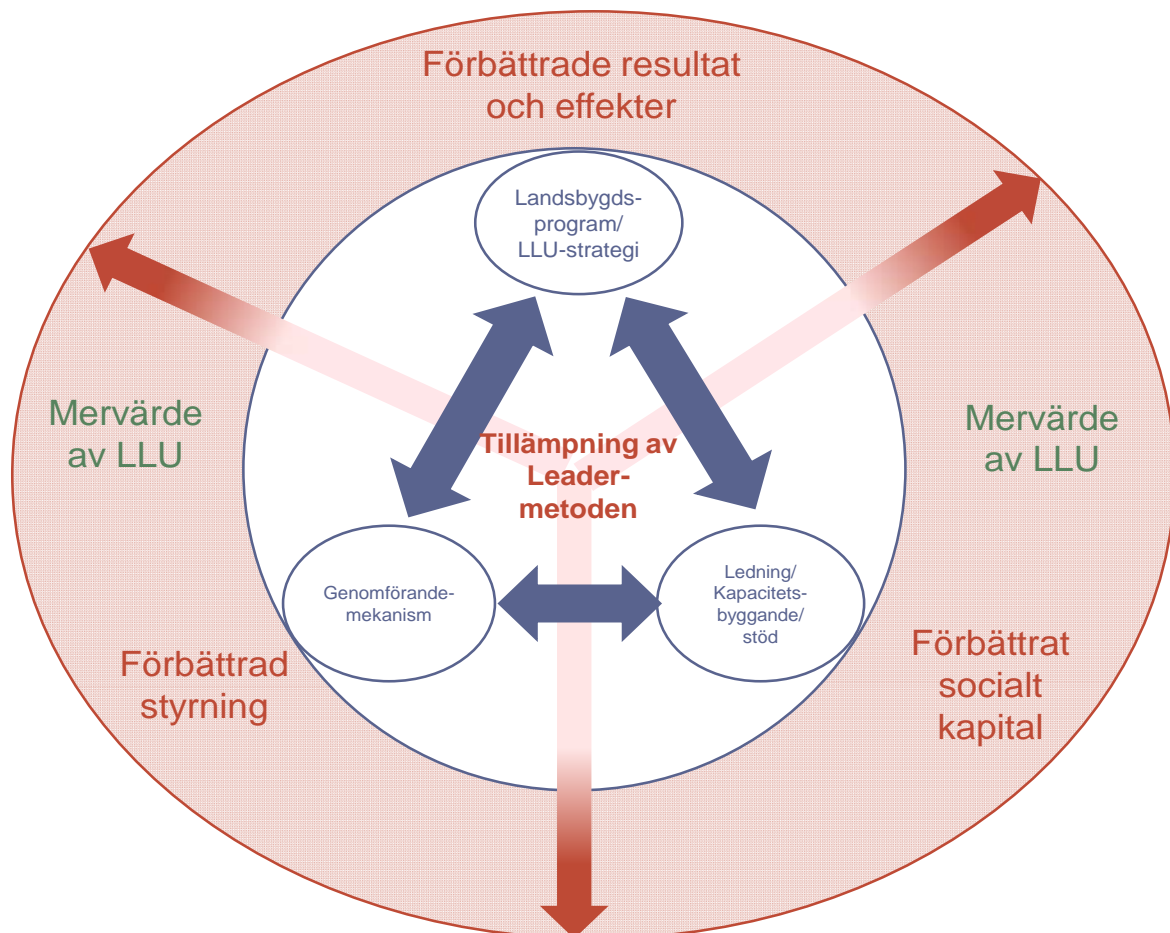 Förbättrade resultat
och effekter
Landsbygds-
program/
LLU-strategi
Mervärde
av LLU
Mervärde
av LLU
Tillämpning av
Leader-
metoden
Genomförande-
mekanism
Ledning/
Kapacitets-
byggande/
stöd
Förbättrad
styrning
Förbättrat
socialt
kapital